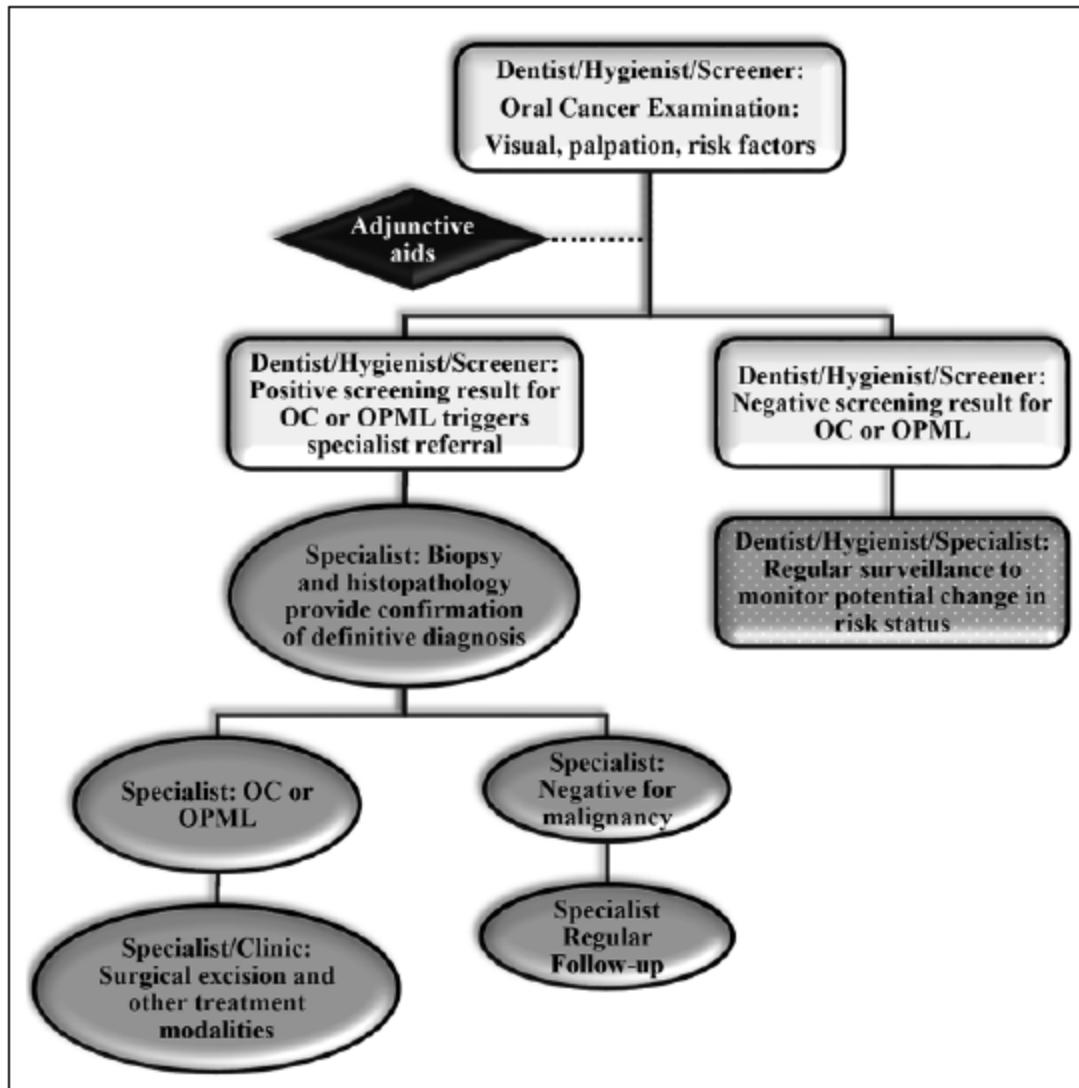 Dentist/Hygienist/Screener:
Oral Cancer Examination:
Visual, palpation, risk factors
Adjunctive
aids
Dentist/Hygienist/Screener:
Positive screening result for
OC or OPML triggers
specialist referral
Dentist/Hygienist/Screener:
Negative screening result for
OC or OPML
Specialist: Biopsy
and histopathology
provide confirmation
of definitive diagnosis
Dentist/Hygienist/Specialist:
Regular surveillance to
monitor potential change in
risk status
Specialist: OC or
OPML
Specialist:
Negative for
malignancy
Specialist/Clinic:
Surgical excision and
other treatment
modalities
Specialist
Regular
Follow-up